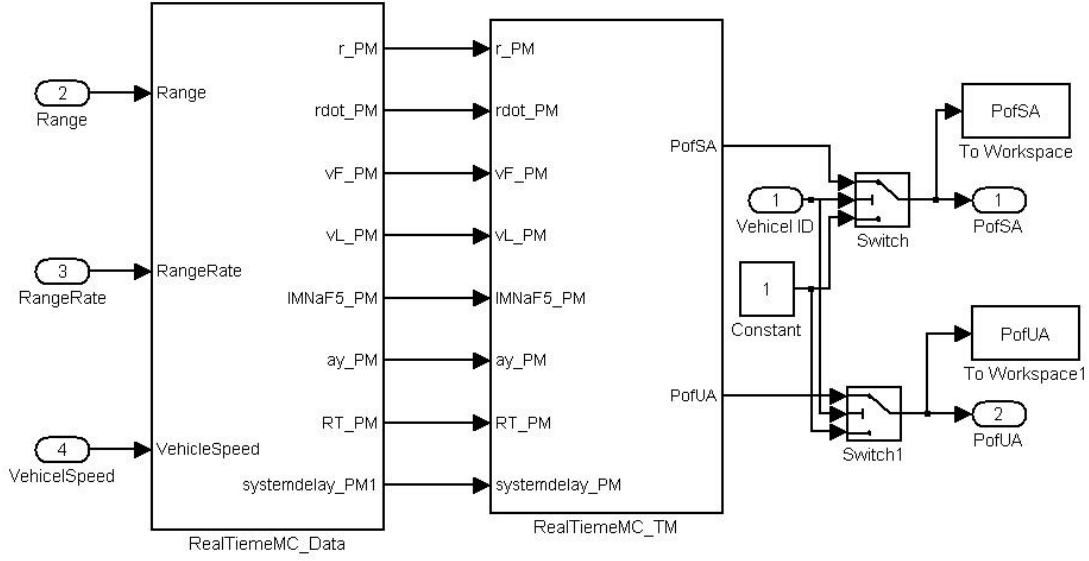 2
Range
3
RangeRate
4
VehicelSpeed
Range
RangeRate
VehicleSpeed
r_PM
rdot_PM
vF_PM
vL_PM
IMNaF5_PM
ay_PM
RT_PM
systemdelay_PM1
RealTiemeMC_Data
r_PM
rdot_PM
vF_PM
vL_PM
IMNaF5_PM
ay_PM
RT_PM
systemdelay_PM
PofSA
PofUA
RealTiemeMC_TM
1
Vehicel ID
1
Constant
Switch
Switch1
PofSA
To Workspace
1
PofSA
PofUA
To Workspace1
2
PofUA